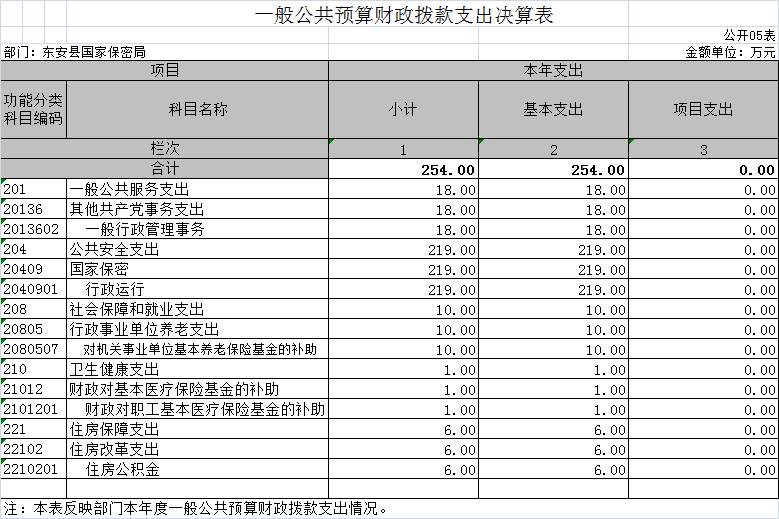 一般公共预算财政拨款支出决算表
公开05表
部门：东安县国家保密局 金额单位：万元
项目 本年支出
功能分类科目编码 科目名称 小计 基本支出 项目支出
栏次 1 2 3
合计 254.00 254.00 0.00
201 一般公共服务支出 18.00 18.00 0.00
20136 其他共产党事务支出 18.00 18.00 0.00
2013602 一般行政管理事务 18.00 18.00 0.00
204 公共安全支出 219.00 219.00 0.00
20409 国家保密 219.00 219.00 0.00
2040901 行政运行 219.00 219.00 0.00
208 社会保障和就业支出 10.00 10.00 0.00
20805 行政事业单位养老支出 10.00 10.00 0.00
2080507 对机关事业单位基本养老保险基金的补助 10.00 10.00 0.00
210 卫生健康支出 1.00 1.00 0.00
21012 财政对基本医疗保险基金的补助 1.00 1.00 0.00
2101201 财政对职工基本医疗保险基金的补助 1.00 1.00 0.00
221 住房保障支出 6.00 6.00 0.00
22102 住房改革支出 6.00 6.00 0.00
2210201 住房公积金 6.00 6.00 0.00
注：本表反映部门本年度一般公共预算财政拨款支出情况。